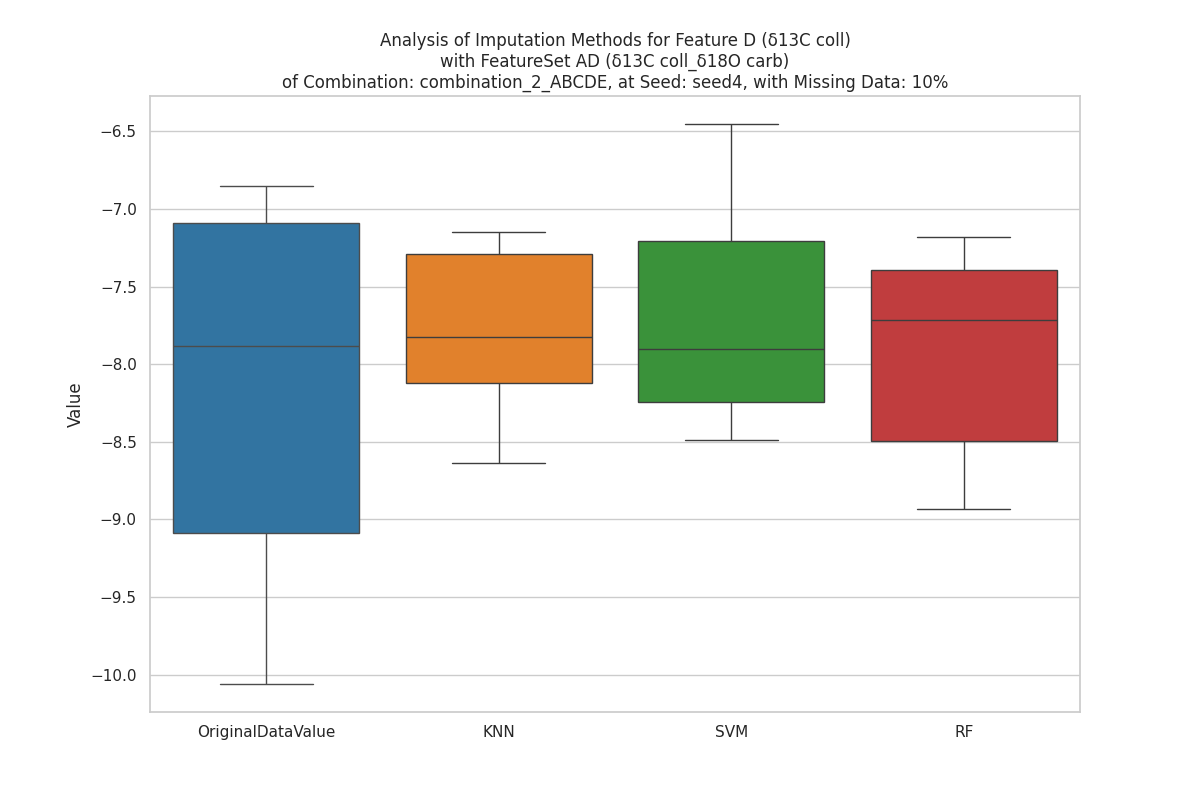 Analysis of Imputation Methods for Feature D (δ13C coll)
with FeatureSet AD (δ13C coll_δ18O carb)
of Combination: combination_2_ABCDE, at Seed: seed4, with Missing Data: 10%
−6.5
−7.0
−7.5
−8.0
−8.5
−9.0
−9.5
−10.0
Value
OriginalDataValue
KNN
SVM
RF